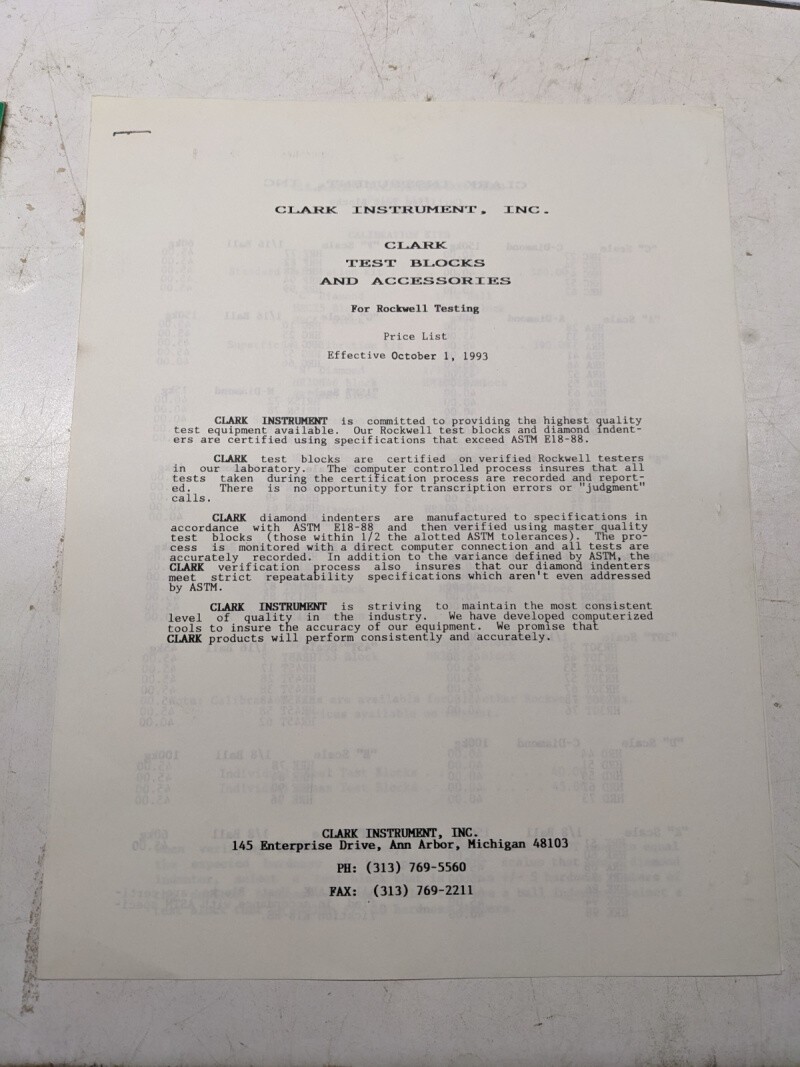 CLARK INSTRUMENT, INC.
CLARK
TEST BLOCKS
AND ACCESSORIES
For Rockwell Testing
Price List
Effective October 1, 1993
CLARK INSTRUMENT is committed to providing the highest quality
test equipment available. Our Rockwell test blocks and diamond indent-
ers are certified using specifications that exceed ASTM E18-88.
CLARK test blocks are certified on verified Rockwell testers
in our laboratory. The computer controlled process insures that all
tests taken during the certification process are recorded and report-
ed. There is no opportunity for transcription errors or "judgment"
calls.
CLARK diamond indenters are manufactured to specifications in
accordance with ASTM E18-88 and then verified using master quality
test blocks (those within 1/2 the alotted ASTM tolerances). The pro-
cess is monitored with a direct computer connection and all tests are
accurately recorded. In addition to the variance defined by ASTM, the
CLARK verification process also insures that our diamond indenters
meet strict repeatability specifications which aren't even addressed
by ASTM.
CLARK INSTRUMENT is striving to maintain the most consistent
level of quality in the industry. We have developed computerized
tools to insure the accuracy of our equipment. We promise that
CLARK products will perform consistently and accurately.
CLARK INSTRUMENT, INC.
145 Enterprise Drive, Ann Arbor, Michigan 48103
PH: (313) 769-5560
FAX: (313) 769-2211